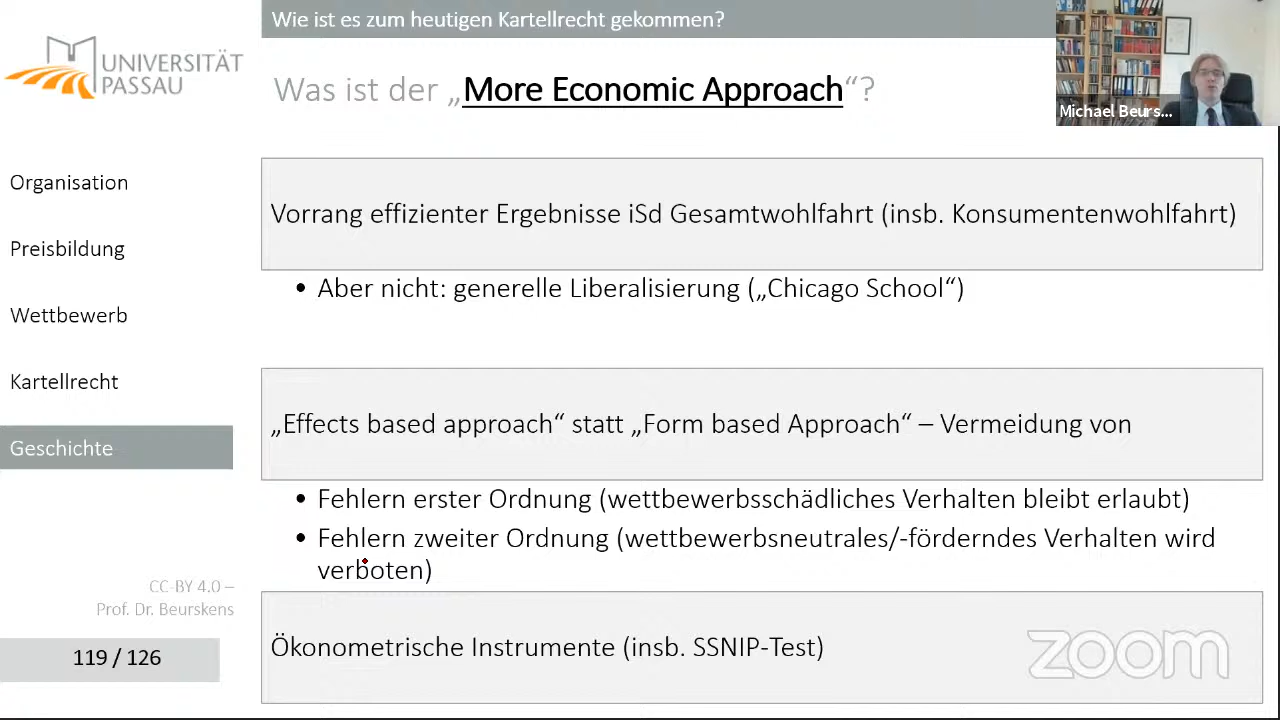 Wie ist es zum heutigen Kartellrecht gekommen?
UNIVERSITÄT
PASSAU
Was ist der „More Economic Approach“?
Michael Beurs...
Organisation
Preisbildung
Wettbewerb
Kartellrecht
Geschichte
Vorrang effizienter Ergebnisse iSd Gesamtwohlfahrt (insb. Konsumentenwohlfahrt)
• Aber nicht: generelle Liberalisierung („Chicago School“)
„Effects based approach“ statt „Form based Approach“ – Vermeidung von
• Fehlern erster Ordnung (wettbewerbsschädliches Verhalten bleibt erlaubt)
• Fehlern zweiter Ordnung (wettbewerbsneutrales/-förderndes Verhalten wird
verboten)
Ökonometrische Instrumente (insb. SSNIP-Test)
CC-BY 4.0 –
Prof. Dr. Beurskens
119 / 126
zoom